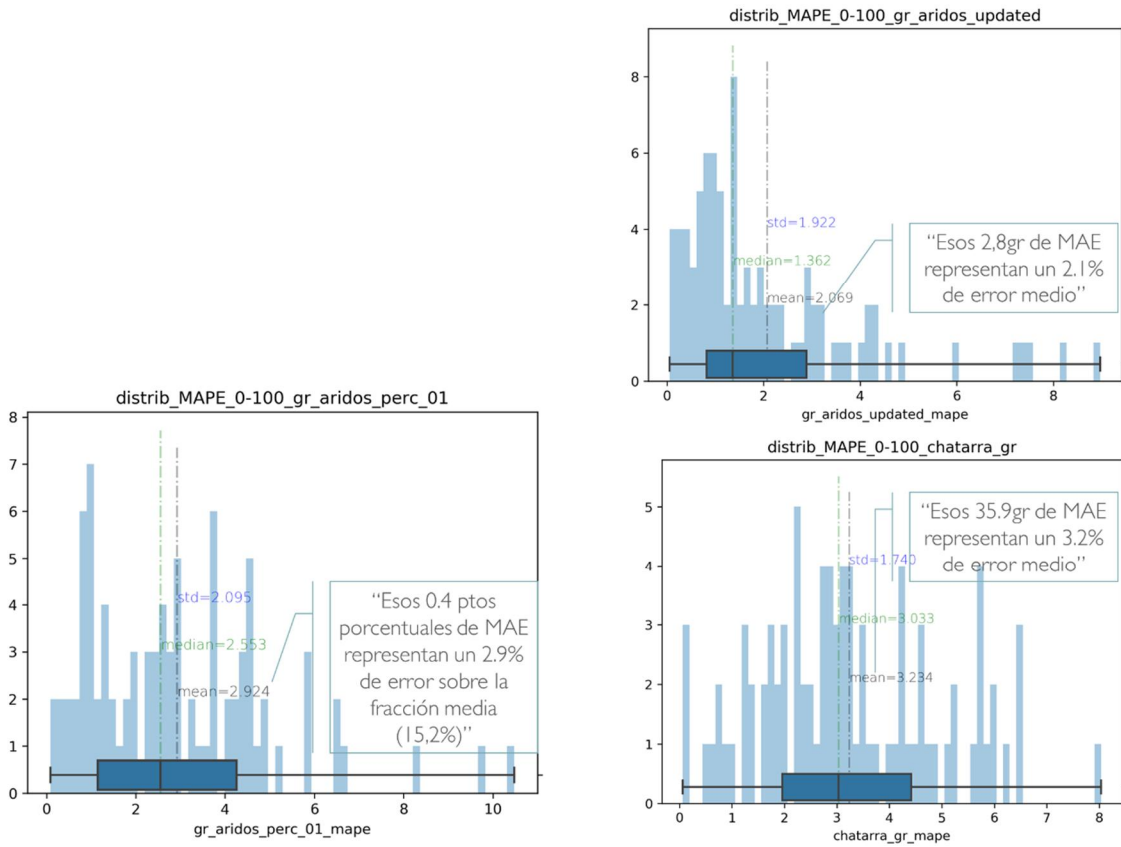 distrib_MAPE_0-100_gr_aridos_updated
8
6
4
2
0
std=1.922
median=1.362
mean=2.069
“Esos 2,8gr de MAE
representan un 2.1%
de error medio”
0 2 4 6 8
gr_aridos_updated_mape
distrib_MAPE_0-100_gr_aridos_perc_01
8
7
6
5
4
3
2
1
0
std=2.095
median=2.553
mean=2.924
“Esos 0.4 ptos
porcentuales de MAE
representan un 2.9%
de error sobre la
fracción media
(15,2%)”
0 2 4 6 8 10
gr_aridos_perc_01_mape
distrib_MAPE_0-100_chatarra_gr
5
4
3
2
1
0
std=1.740
median=3.033
mean=3.234
“Esos 35.9gr de MAE
representan un 3.2%
de error medio”
0 1 2 3 4 5 6 7 8
chatarra_gr_mape